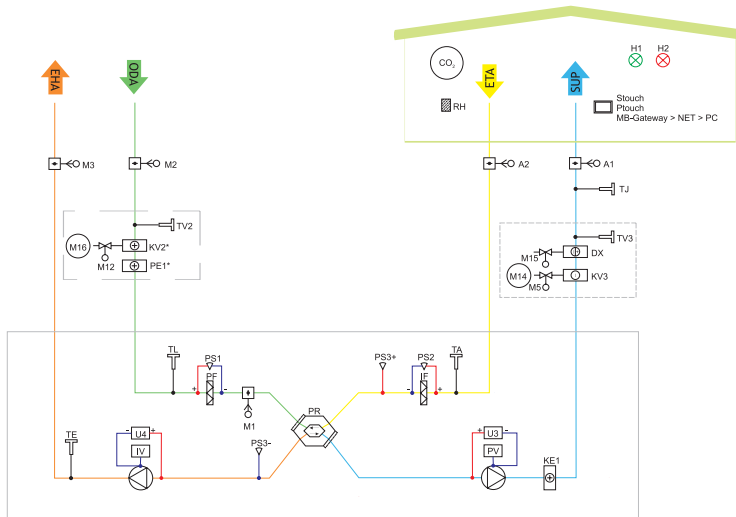 EHA
ODA
CO₂
ETA
SUP
H1
H2
RH
Stouch
Ptouch
MB-Gateway > NET > PC
M3
M2
A2
A1
TJ
TV2
M16
KV2*
M12
PE1*
TV3
M15
DX
M14
KV3
M5
TL
PS1
PF
+
-
M1
PR
PS3+
PS2
IF
-
+
TA
TE
-
U4
+
IV
PS3-
+
U3
-
PV
KE1